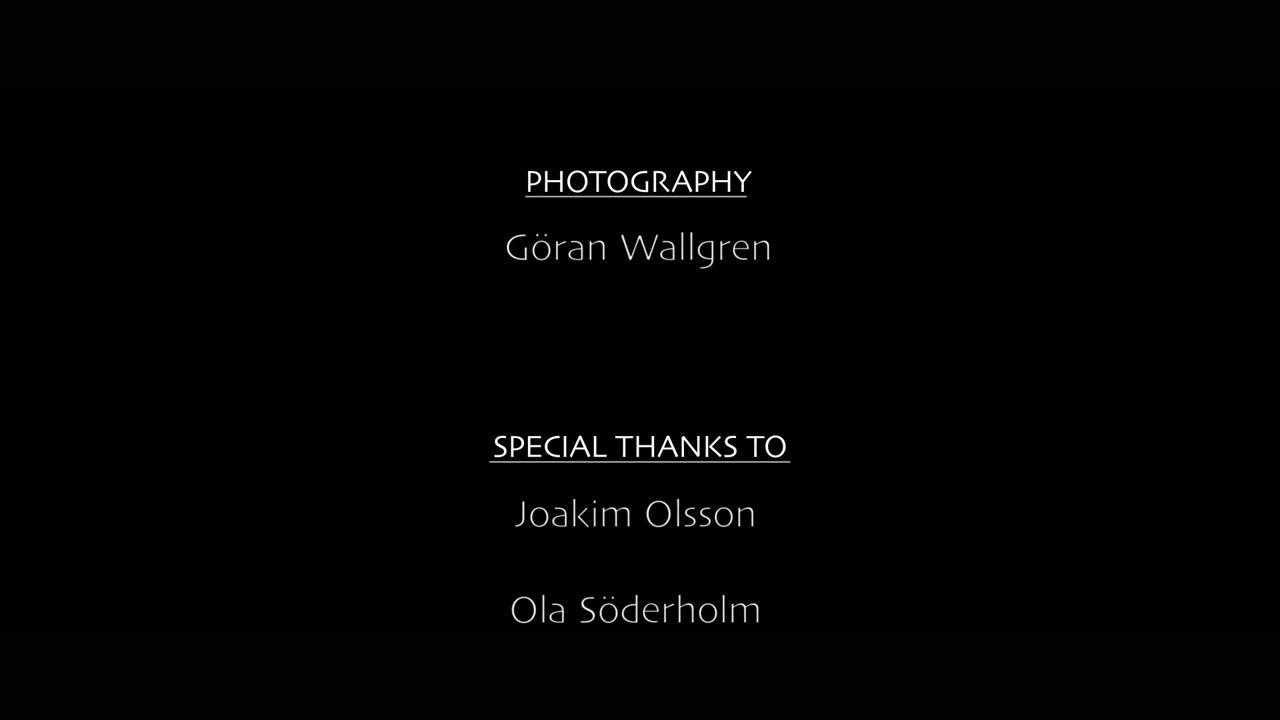 PHOTOGRAPHY
Göran Wallgren
SPECIAL THANKS TO
Joakim Olsson
Ola Söderholm